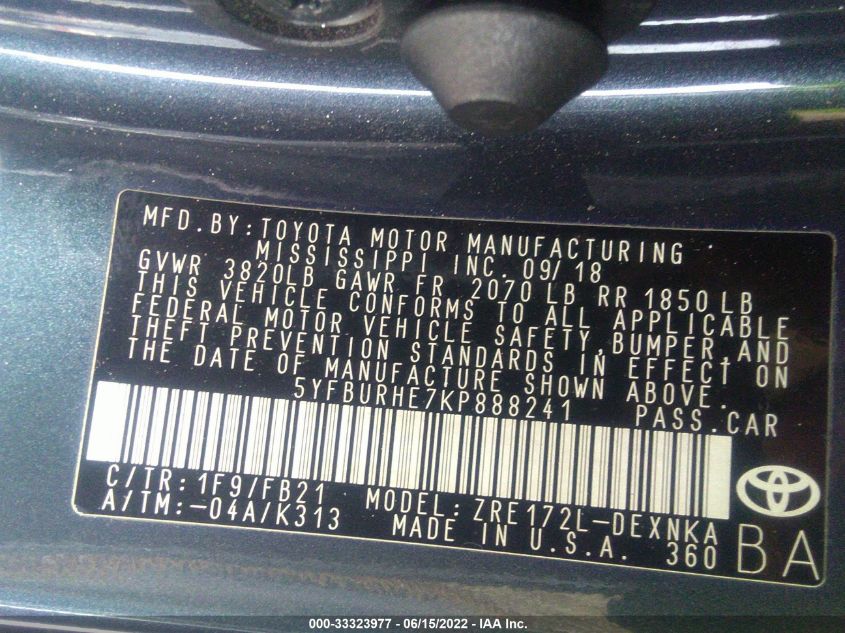 MFD.BY:TOYOTA MOTOR MANUFACTURING
MISSISSIPPI INC. 09/18
GVWR 3820LB GAWR FR 2070 LB RR 1850LB
THIS VEHICLE CONFORMS TO ALL APPLICABLE
FEDERAL MOTOR VEHICLE SAFETY,BUMPER,AND
THEFT PREVENTION STANDARDS IN EFFECT ON
THE DATE OF MANUFACTURE SHOWN ABOVE.
5YFBURHE7KP888241 PASS.CAR
C/TR:1F9/FB21 MODEL:ZRE172L-DEXNKA
A/TM:-04A/K313 MADE IN U.S.A. 360
BA
000-33323977 - 06/15/2022 - IAA Inc.